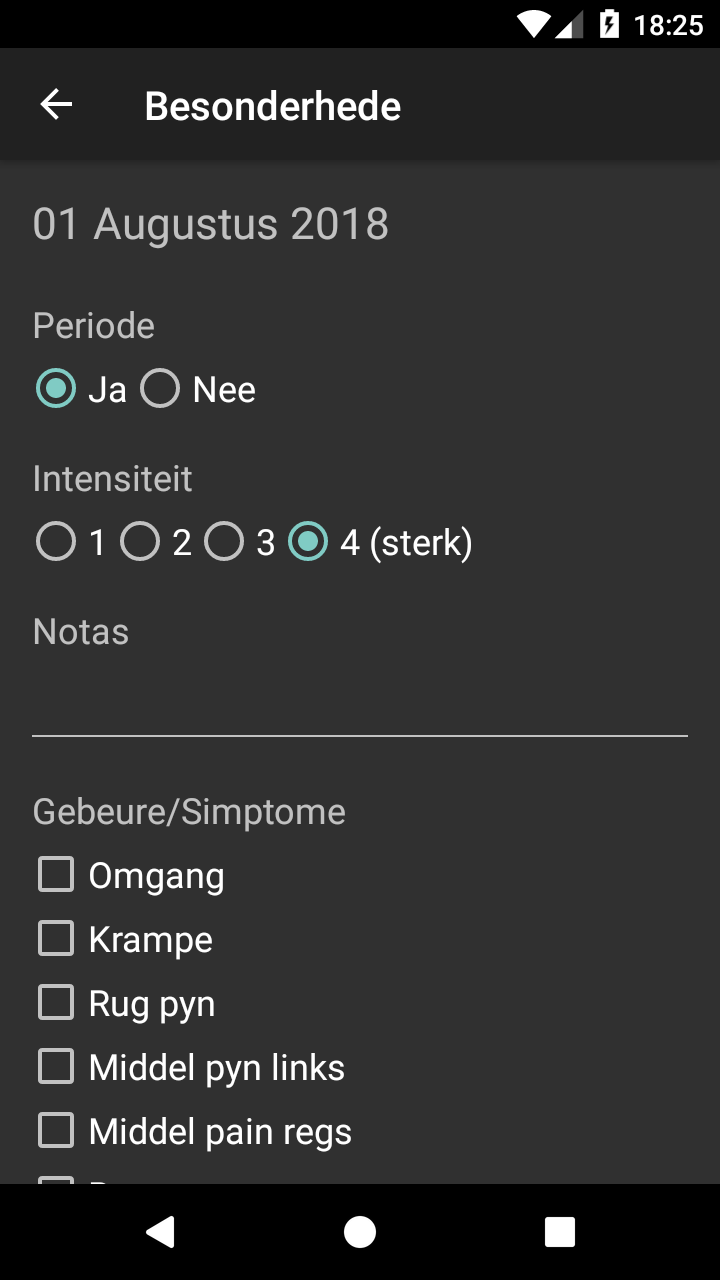 18:25
Besonderhede
01 Augustus 2018
Periode
Ja Nee
Intensiteit
1 2 3 4 (sterk)
Notas
Gebeure/Simptome
Omgang
Krampe
Rug pyn
Middel pyn links
Middel pain regs